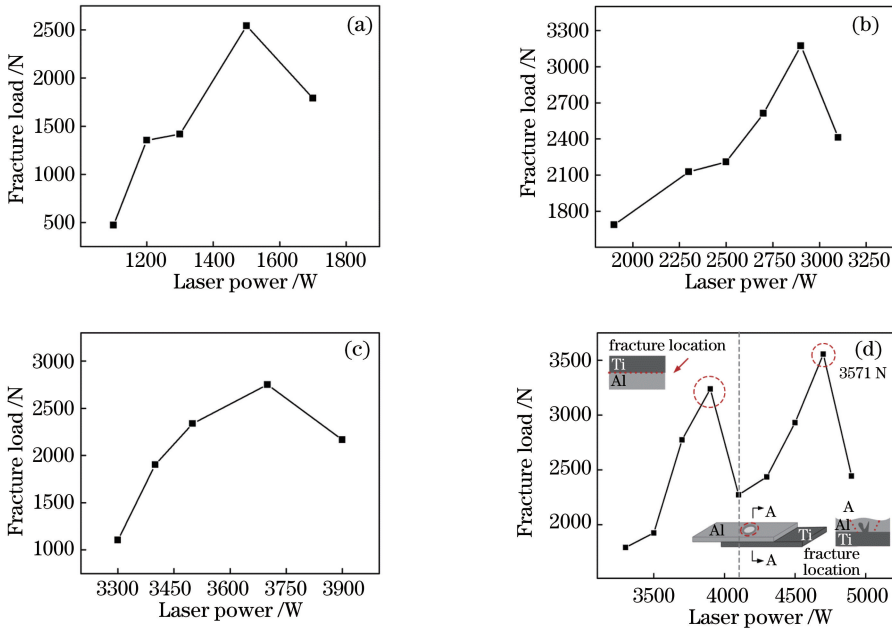 (a)
Fracture load /N
2500
2000
1500
1000
500
1200 1400 1600 1800
Laser power /W
(b)
Fracture load /N
3300
3000
2700
2400
2100
1800
2000 2250 2500 2750 3000 3250
Laser power /W
(c)
Fracture load /N
3000
2500
2000
1500
1000
3300 3450 3600 3750 3900
Laser power /W
(d)
Fracture load /N
3500
3000
2500
2000
fracture location
Ti
Al
3571 N
A
Al
Ti
A
A
Al
Ti
fracture
location
3500 4000 4500 5000
Laser power /W